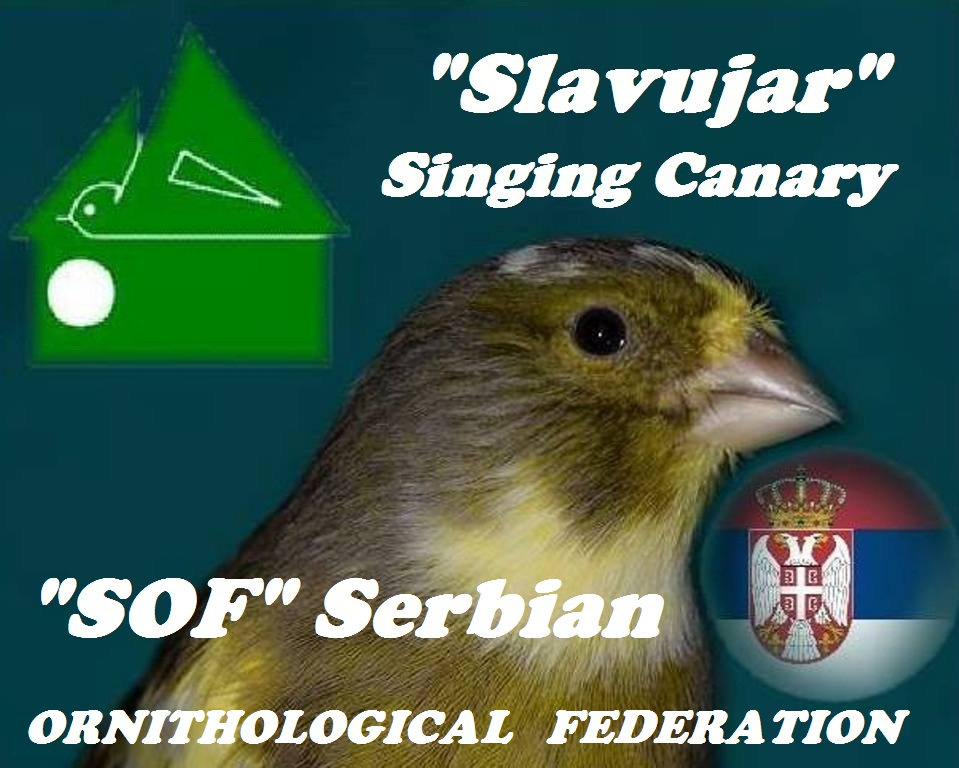 "Slavujar"
Singing Canary
"SOF" Serbian
ORNITHOLOGICAL FEDERATION